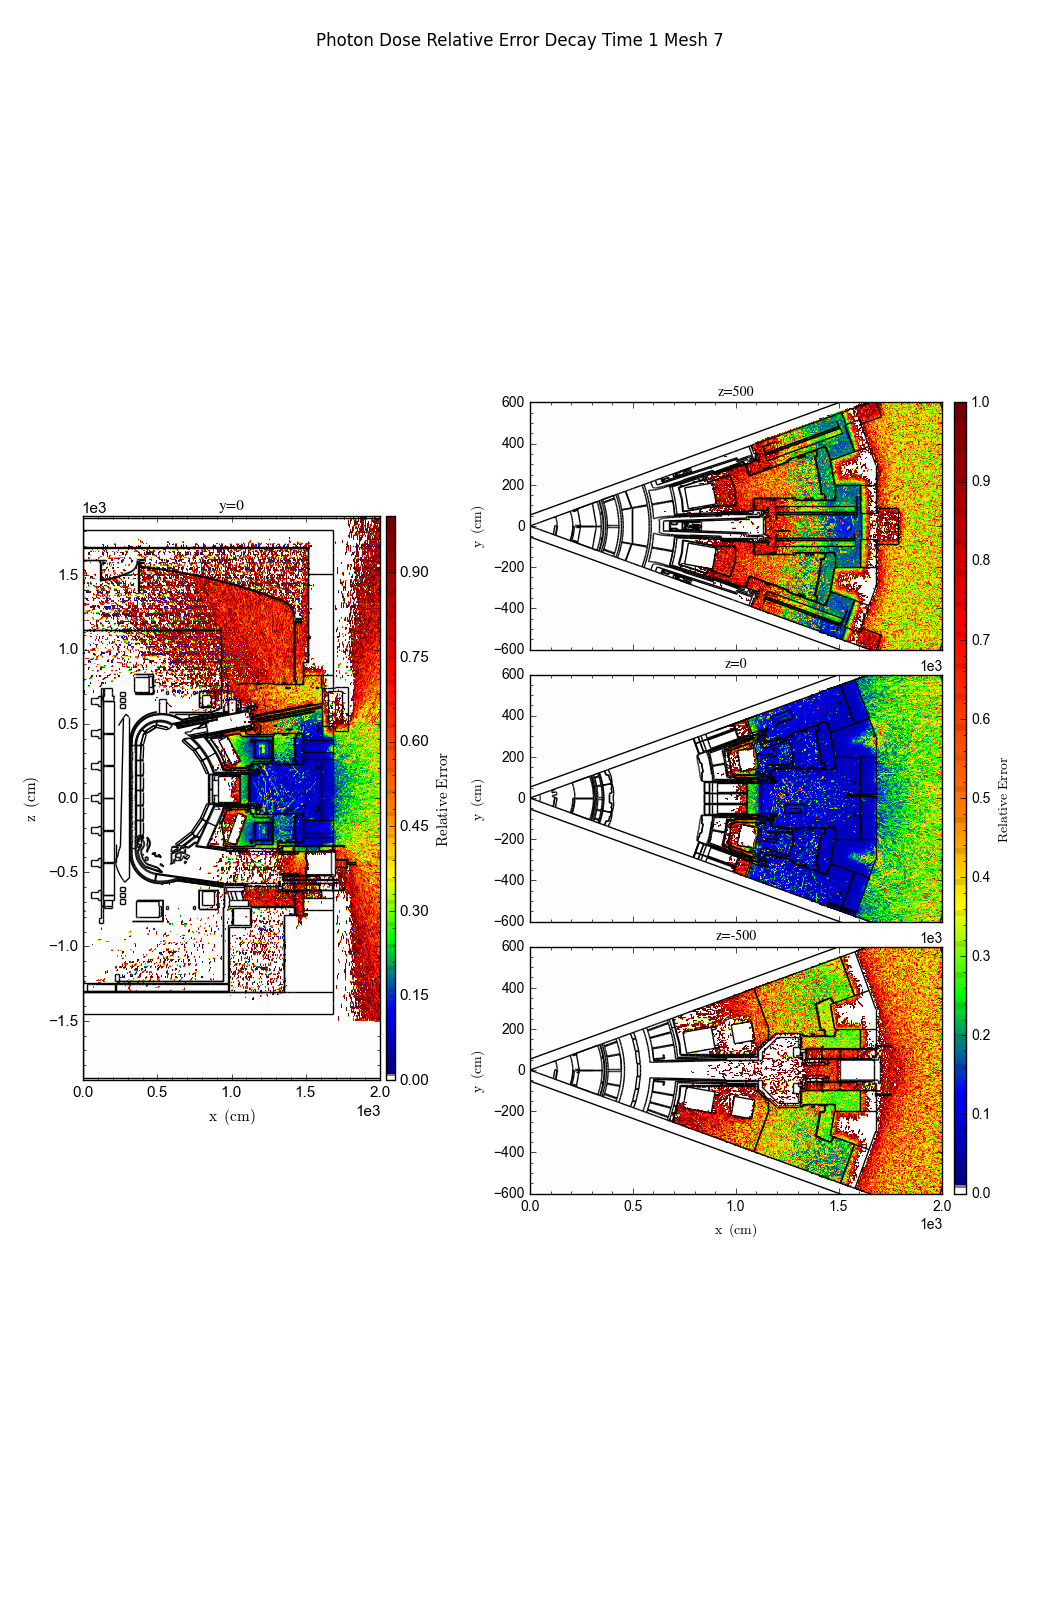 Photon Dose Relative Error Decay Time 1 Mesh 7
y=0
1e3
1.5
1.0
0.5
0.0
−0.5
−1.0
−1.5
z (cm)
0.0 0.5 1.0 1.5 2.0
1e3
x (cm)
0.90
0.75
0.60
0.45
0.30
0.15
0.00
Relative Error
z=500
600
400
200
0
−200
−400
−600
y (cm)
1e3
z=0
600
400
200
0
−200
−400
−600
y (cm)
1e3
z=-500
600
400
200
0
−200
−400
−600
y (cm)
0.0 0.5 1.0 1.5 2.0
1e3
x (cm)
1.0
0.9
0.8
0.7
0.6
0.5
0.4
0.3
0.2
0.1
0.0
Relative Error